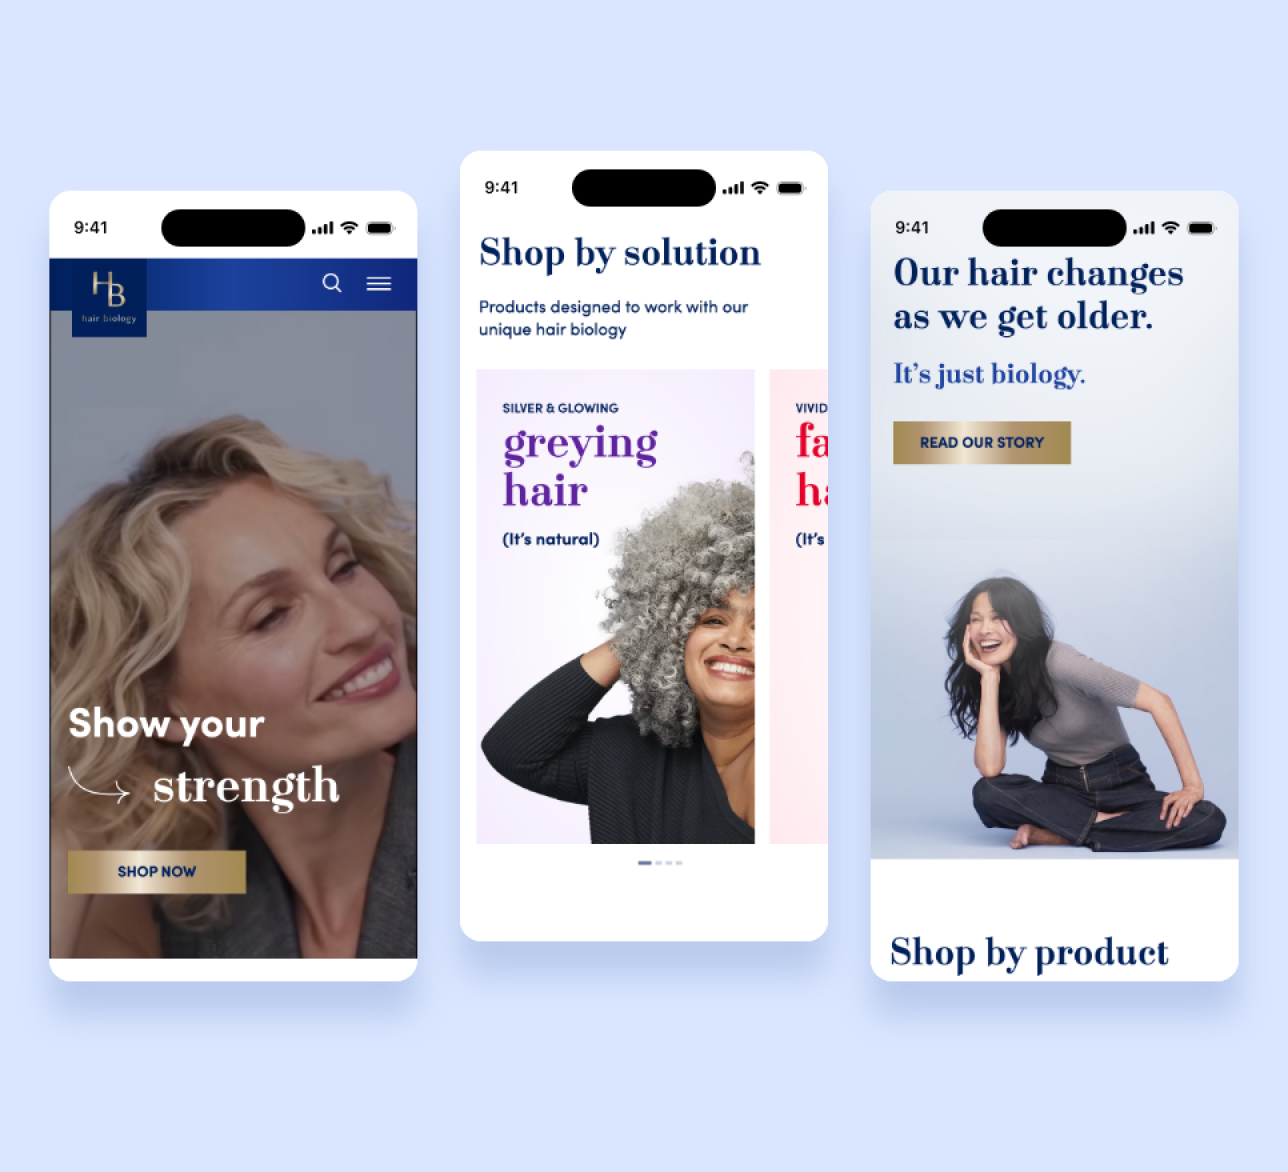 9:41
HB
hair biology
Show your
strength
SHOP NOW
9:41
Shop by solution
Products designed to work with our
unique hair biology
SILVER & GLOWING
greying
hair
(It’s natural)
VIVID
fa
ha
(It’s
9:41
Our hair changes
as we get older.
It’s just biology.
READ OUR STORY
Shop by product